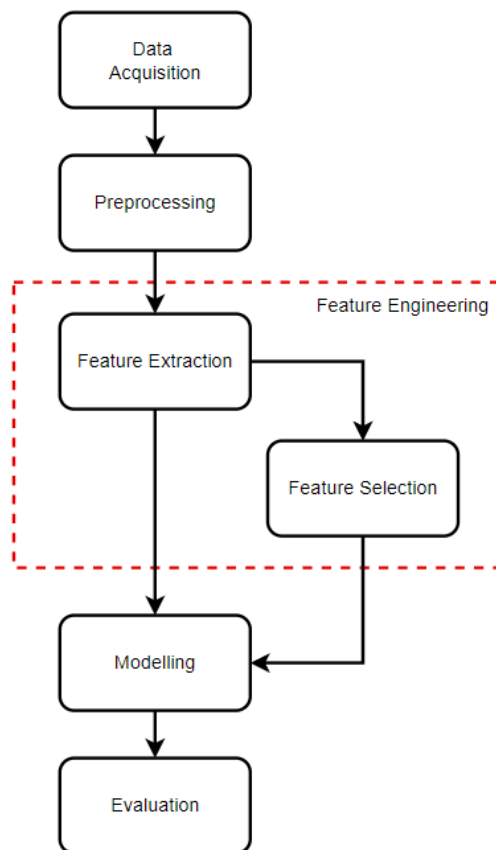 Data
Acquisition
Preprocessing
Feature Engineering
Feature Extraction
Feature Selection
Modelling
Evaluation